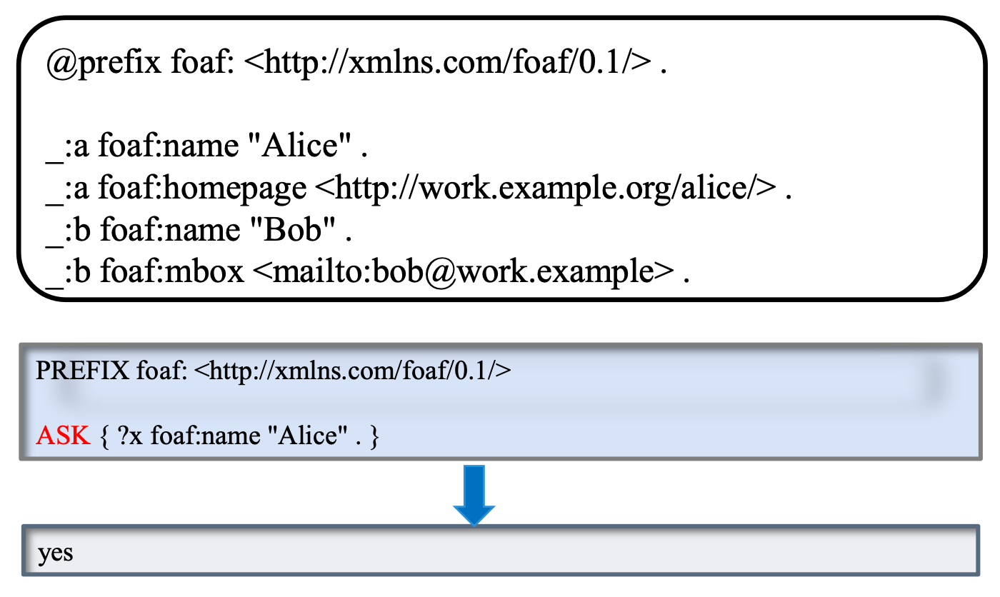 @prefix foaf: <http://xmlns.com/foaf/0.1/> .
_:a foaf:name "Alice" .
_:a foaf:homepage <http://work.example.org/alice/> .
_:b foaf:name "Bob" .
_:b foaf:mbox <mailto:bob@work.example> .
PREFIX foaf: <http://xmlns.com/foaf/0.1/>
ASK { ?x foaf:name "Alice" . }
yes